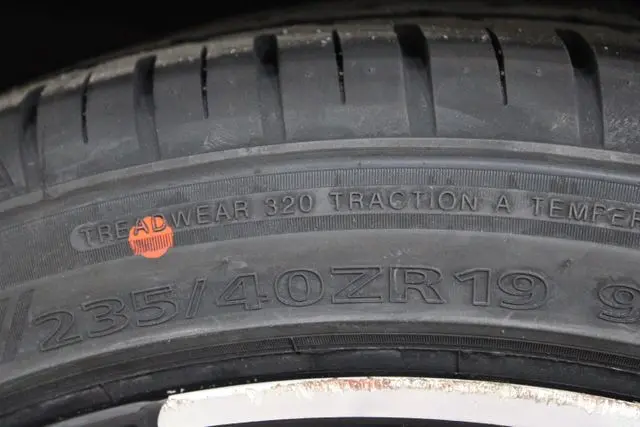 TREADWEAR 320 TRACTION A TEMPER
235/40ZR19 9